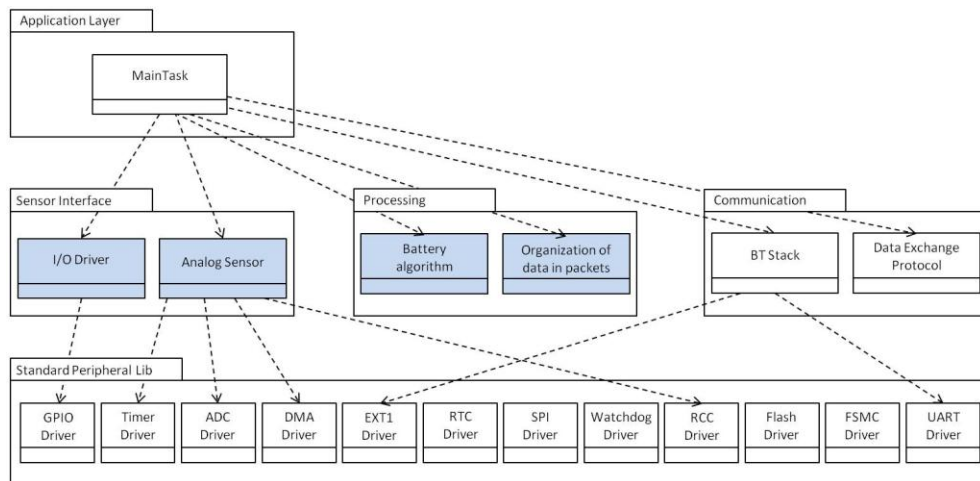 Application Layer
MainTask
Sensor Interface
Processing
Communication
I/O Driver
Analog Sensor
Battery
algorithm
Organization of
data in packets
BT Stack
Data Exchange
Protocol
Standard Peripheral Lib
GPIO
Driver
Timer
Driver
ADC
Driver
DMA
Driver
EXT1
Driver
RTC
Driver
SPI
Driver
Watchdog
Driver
RCC
Driver
Flash
Driver
FSMC
Driver
UART
Driver